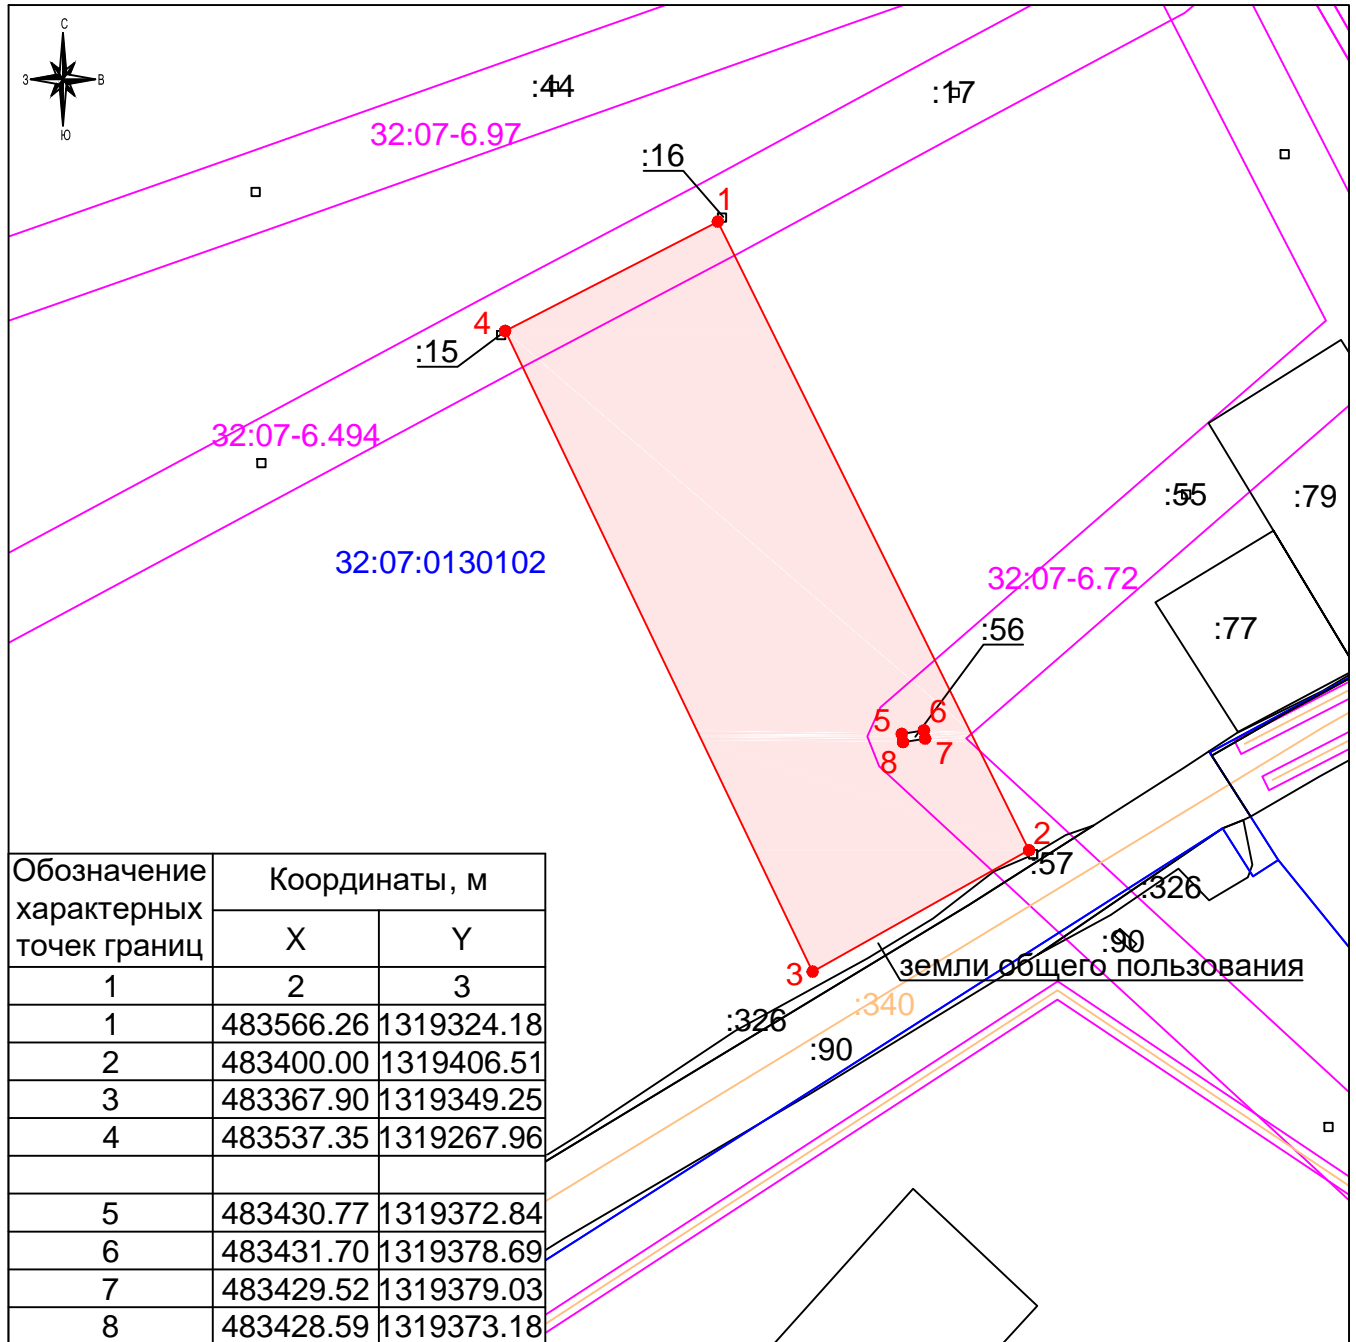 С
З
В
Ю
:44
:17
32:07-6.97
:16
1
4
:15
32:07-6.494
:55
:79
32:07:0130102
32:07-6.72
:56
:77
5
6
7
8
2
:57
:326
:90
3
земли общего пользования
:340
:326
:90
Обозначение характерных точек границ
Координаты, м
X
Y
1 2 3
1 483566.26 1319324.18
2 483400.00 1319406.51
3 483367.90 1319349.25
4 483537.35 1319267.96
5 483430.77 1319372.84
6 483431.70 1319378.69
7 483429.52 1319379.03
8 483428.59 1319373.18